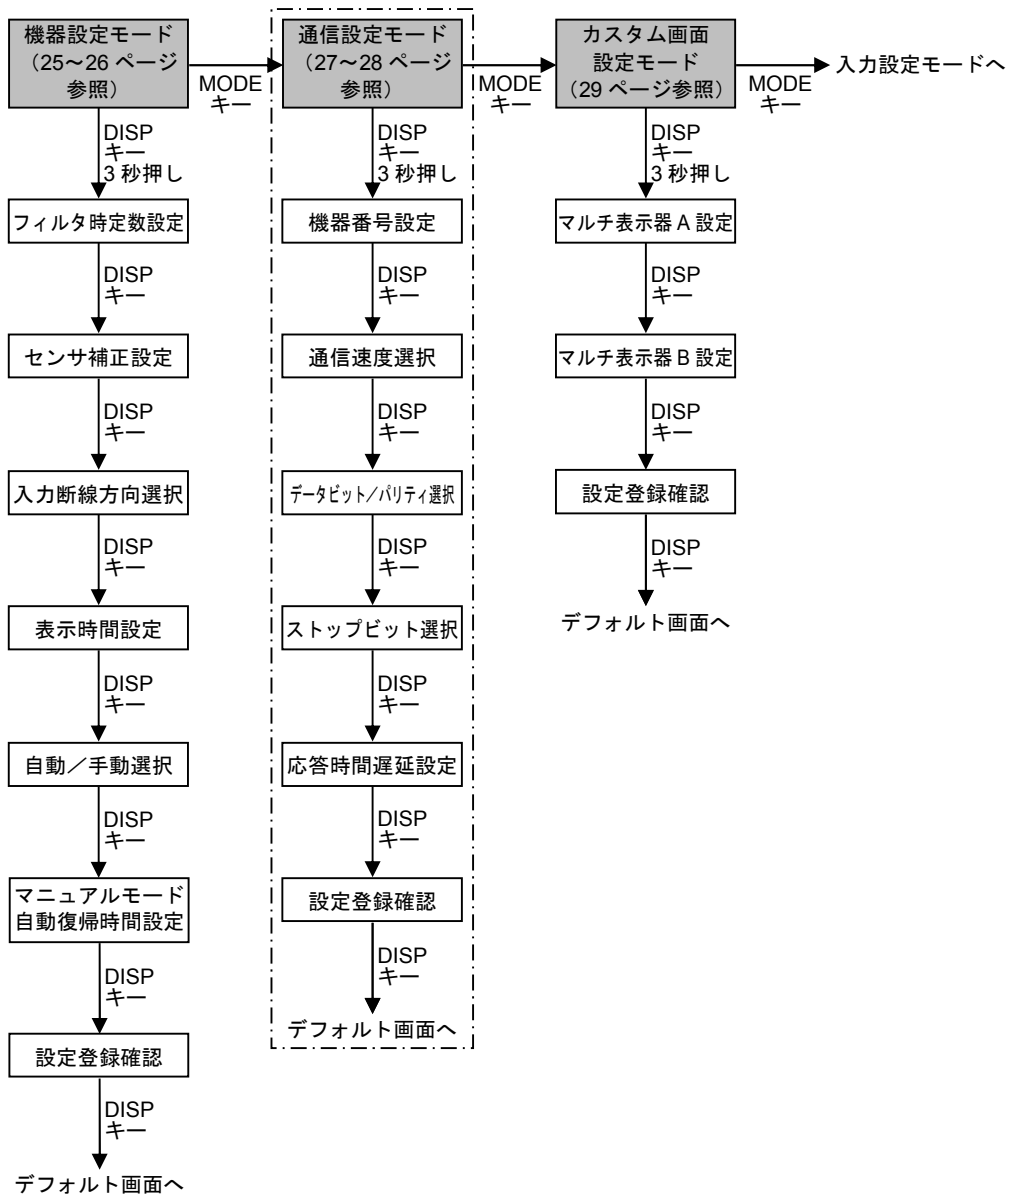 機器設定モード
（25～26 ページ
参照）
MODE
キー
通信設定モード
（27～28 ページ
参照）
MODE
キー
カスタム画面
設定モード
（29 ページ参照）
MODE
キー
入力設定モードへ
DISP
キー
3 秒押し
フィルタ時定数設定
DISP
キー
センサ補正設定
DISP
キー
入力断線方向選択
DISP
キー
表示時間設定
DISP
キー
自動／手動選択
DISP
キー
マニュアルモード
自動復帰時間設定
DISP
キー
設定登録確認
DISP
キー
デフォルト画面へ
DISP
キー
3 秒押し
機器番号設定
DISP
キー
通信速度選択
DISP
キー
データビット／パリティ選択
DISP
キー
ストップビット選択
DISP
キー
応答時間遅延設定
DISP
キー
設定登録確認
DISP
キー
デフォルト画面へ
DISP
キー
3 秒押し
マルチ表示器 A 設定
DISP
キー
マルチ表示器 B 設定
DISP
キー
設定登録確認
DISP
キー
デフォルト画面へ